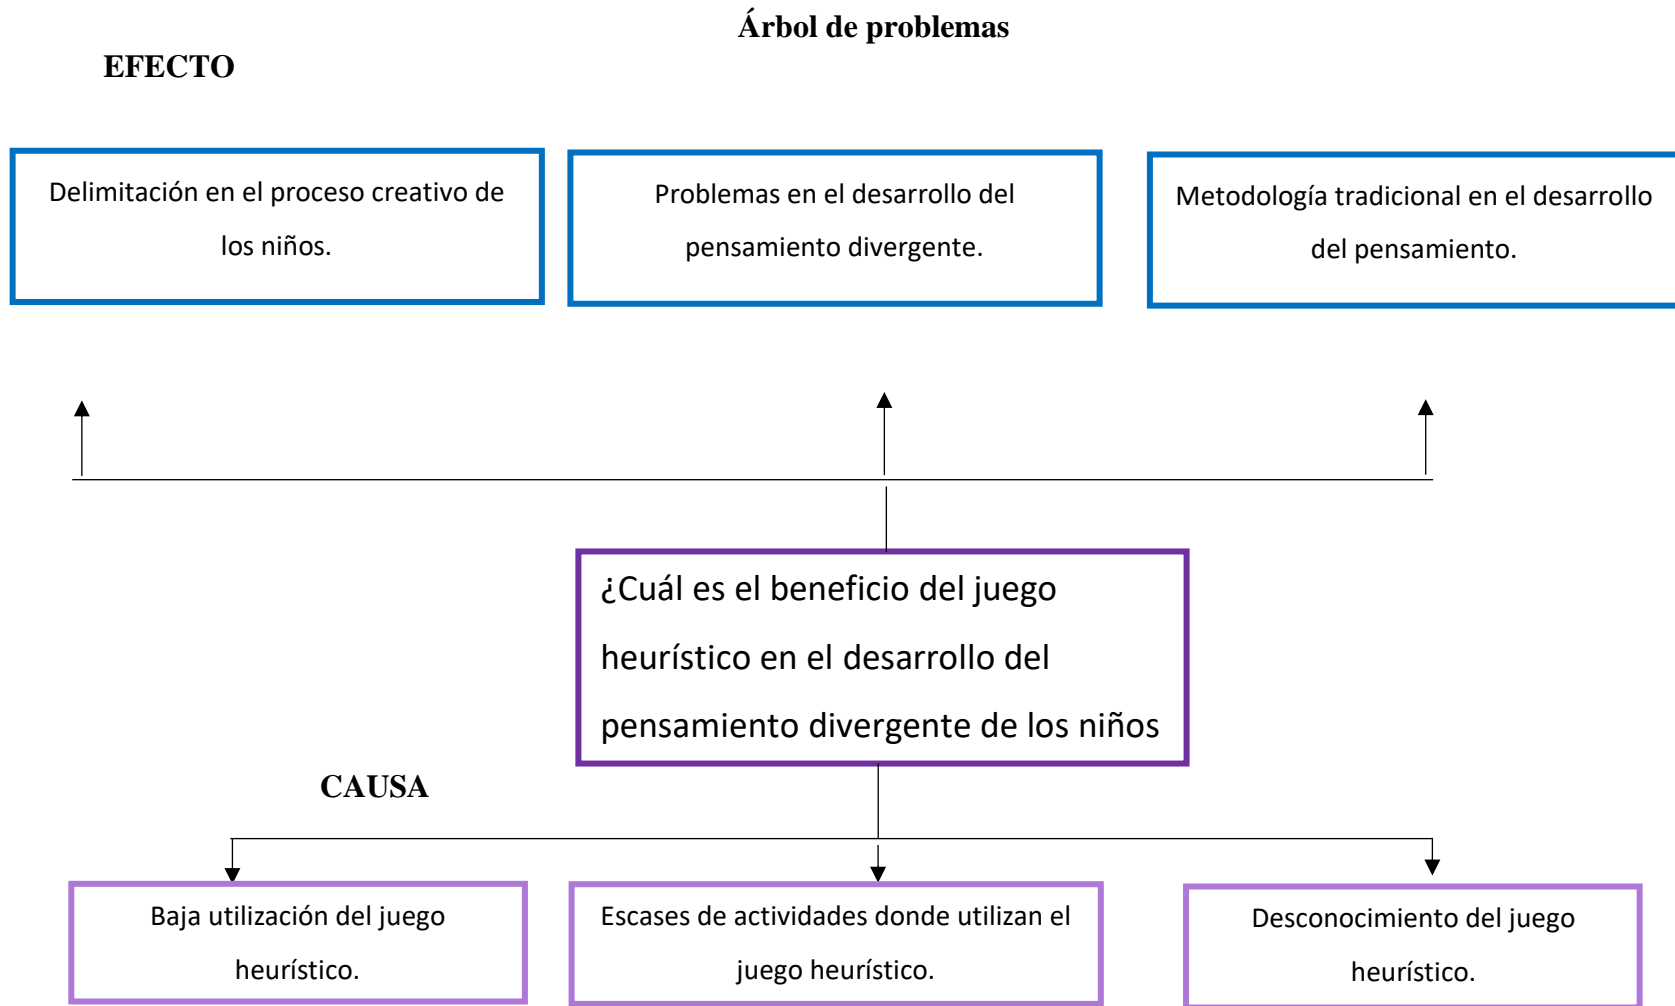 Árbol de problemas
EFECTO
Delimitación en el proceso creativo de
los niños.
Problemas en el desarrollo del
pensamiento divergente.
Metodología tradicional en el desarrollo
del pensamiento.
¿Cuál es el beneficio del juego
heurístico en el desarrollo del
pensamiento divergente de los niños
CAUSA
Baja utilización del juego
heurístico.
Escases de actividades donde utilizan el
juego heurístico.
Desconocimiento del juego
heurístico.